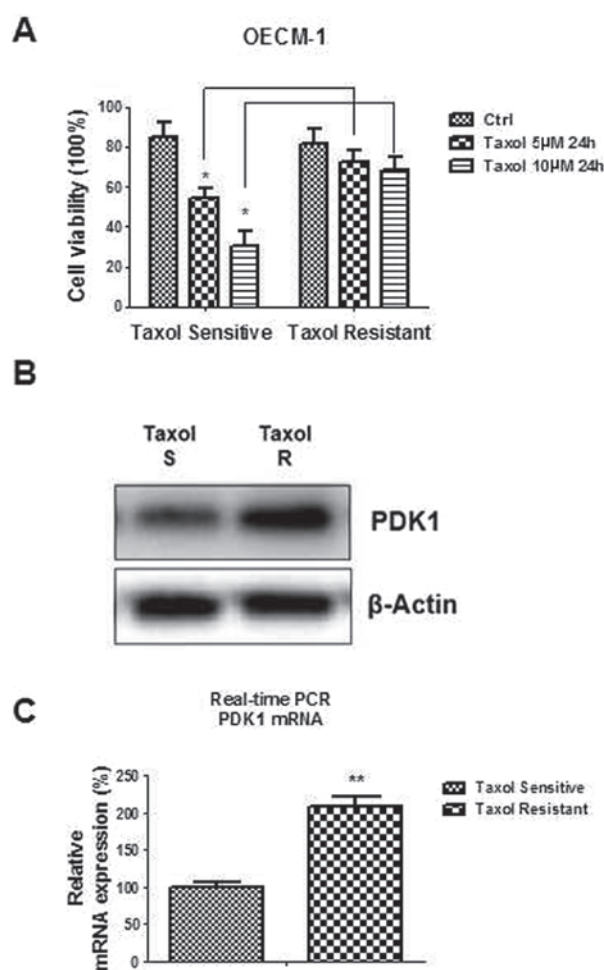 A
OECM-1
Cell viability (100%)
100
80
60
40
20
0
*
*
Ctrl
Taxol 5µM 24h
Taxol 10µM 24h
Taxol Sensitive Taxol Resistant
B
Taxol Taxol
S R
PDK1
β-Actin
C
Real-time PCR
PDK1 mRNA
Relative
mRNA expression (%)
250
200
150
100
50
0
**
Taxol Sensitive
Taxol Resistant